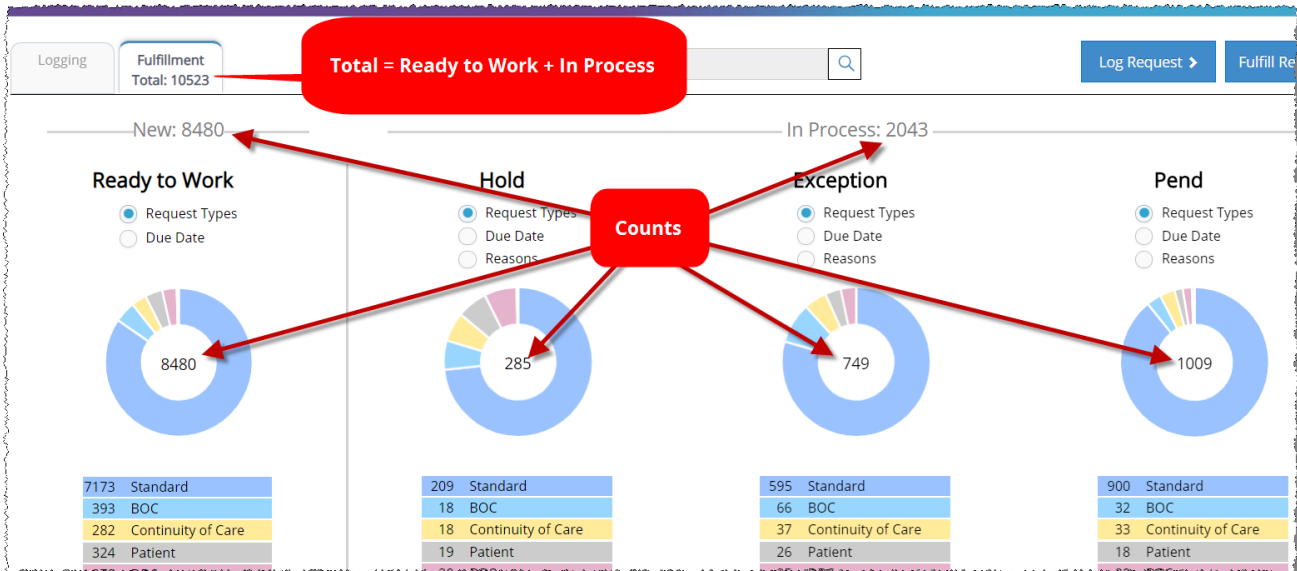 Logging
Fulfillment
Total: 10523
Total = Ready to Work + In Process
Log Request
Fulfill Re
New: 8480
In Process: 2043
Ready to Work
Request Types
Due Date
8480
7173 Standard
393 BOC
282 Continuity of Care
324 Patient
Hold
Request Types
Due Date
Reasons
285
209 Standard
18 BOC
18 Continuity of Care
19 Patient
Counts
Exception
Request Types
Due Date
Reasons
749
595 Standard
66 BOC
37 Continuity of Care
26 Patient
Pend
Request Types
Due Date
Reasons
1009
900 Standard
32 BOC
33 Continuity of Care
18 Patient